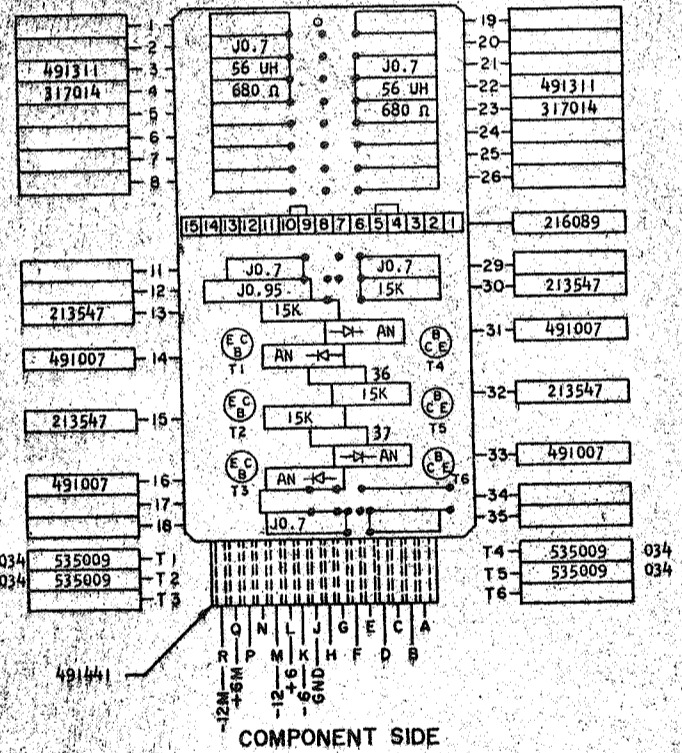 1 19
2 20
J0.7 21
491311 3 56 UH J0.7 22 491311
317014 4 680 Ω 56 UH 23 317014
5 680 Ω 24
6 25
7 26
8
15 14 13 12 11 10 9 8 7 6 5 4 3 2 1 216089
11 J0.7 J0.7 29
12 J0.95 15K 30 213547
213547 13 15K
AN 31 491007
E C B T1 B C E T4
491007 14 AN
36
15K 32 213547
E C B T2 B C E T5
213547 15 15K
37
AN 33 491007
E C B T3 B C E T6
491007 16 AN
17 34
18 J0.7 35
034 535009 T1 T4 535009 034
034 535009 T2 T5 535009 034
T3 T6
Q N L J G E C A
R P M K H F D B
491441
-12M +6M -12 +6 -6 GND
COMPONENT SIDE